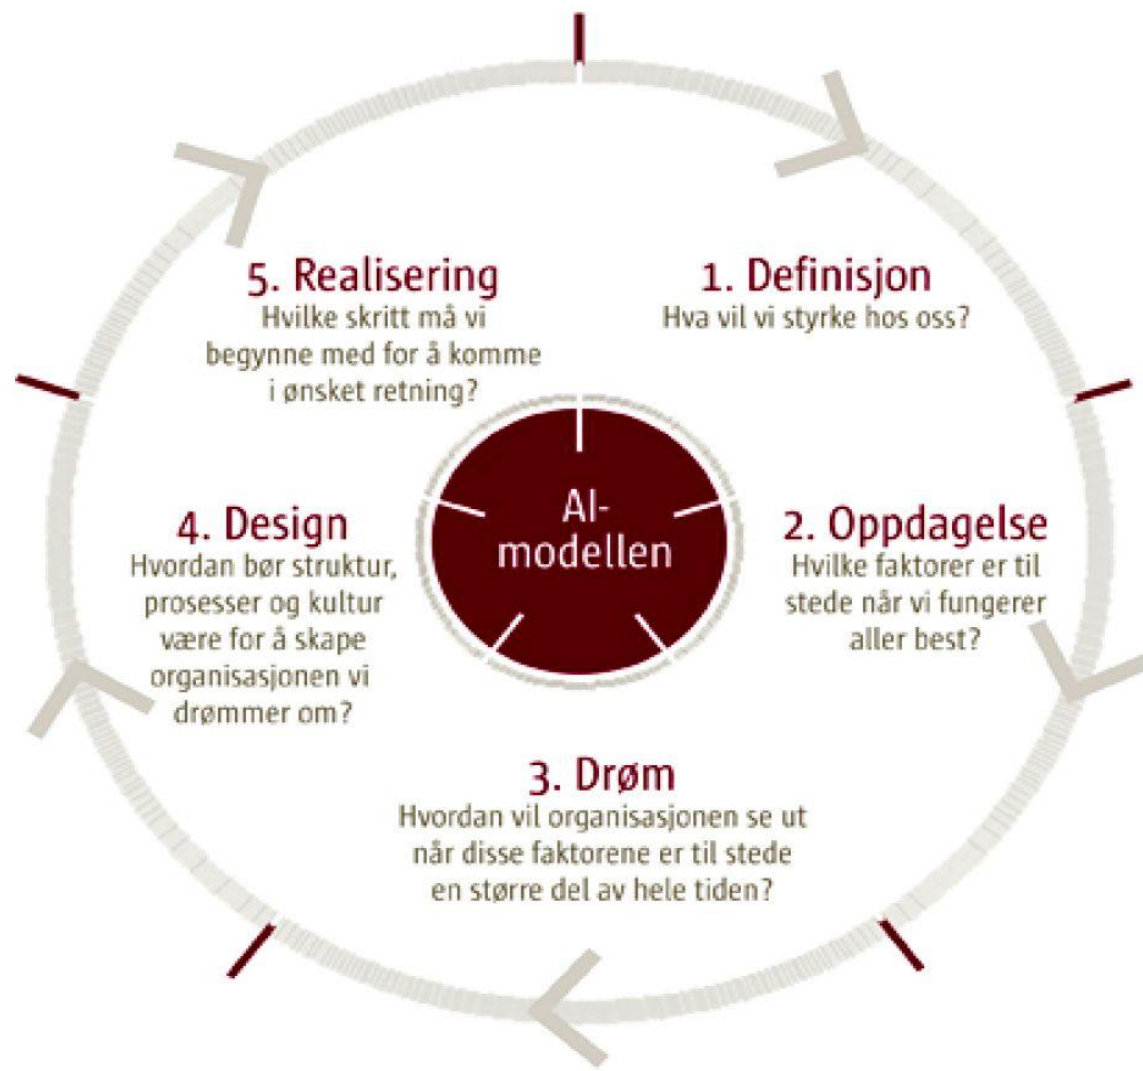 1. Definisjon
Hva vil vi styrke hos oss?
2. Oppdagelse
Hvilke faktorer er til
stede når vi fungerer
aller best?
3. Drøm
Hvordan vil organisasjonen se ut
når disse faktorene er til stede
en større del av hele tiden?
4. Design
Hvordan bør struktur,
prosesser og kultur
være for å skape
organisasjonen vi
drømmer om?
5. Realisering
Hvilke skritt må vi
begynne med for å komme
i ønsket retning?
AI-
modellen